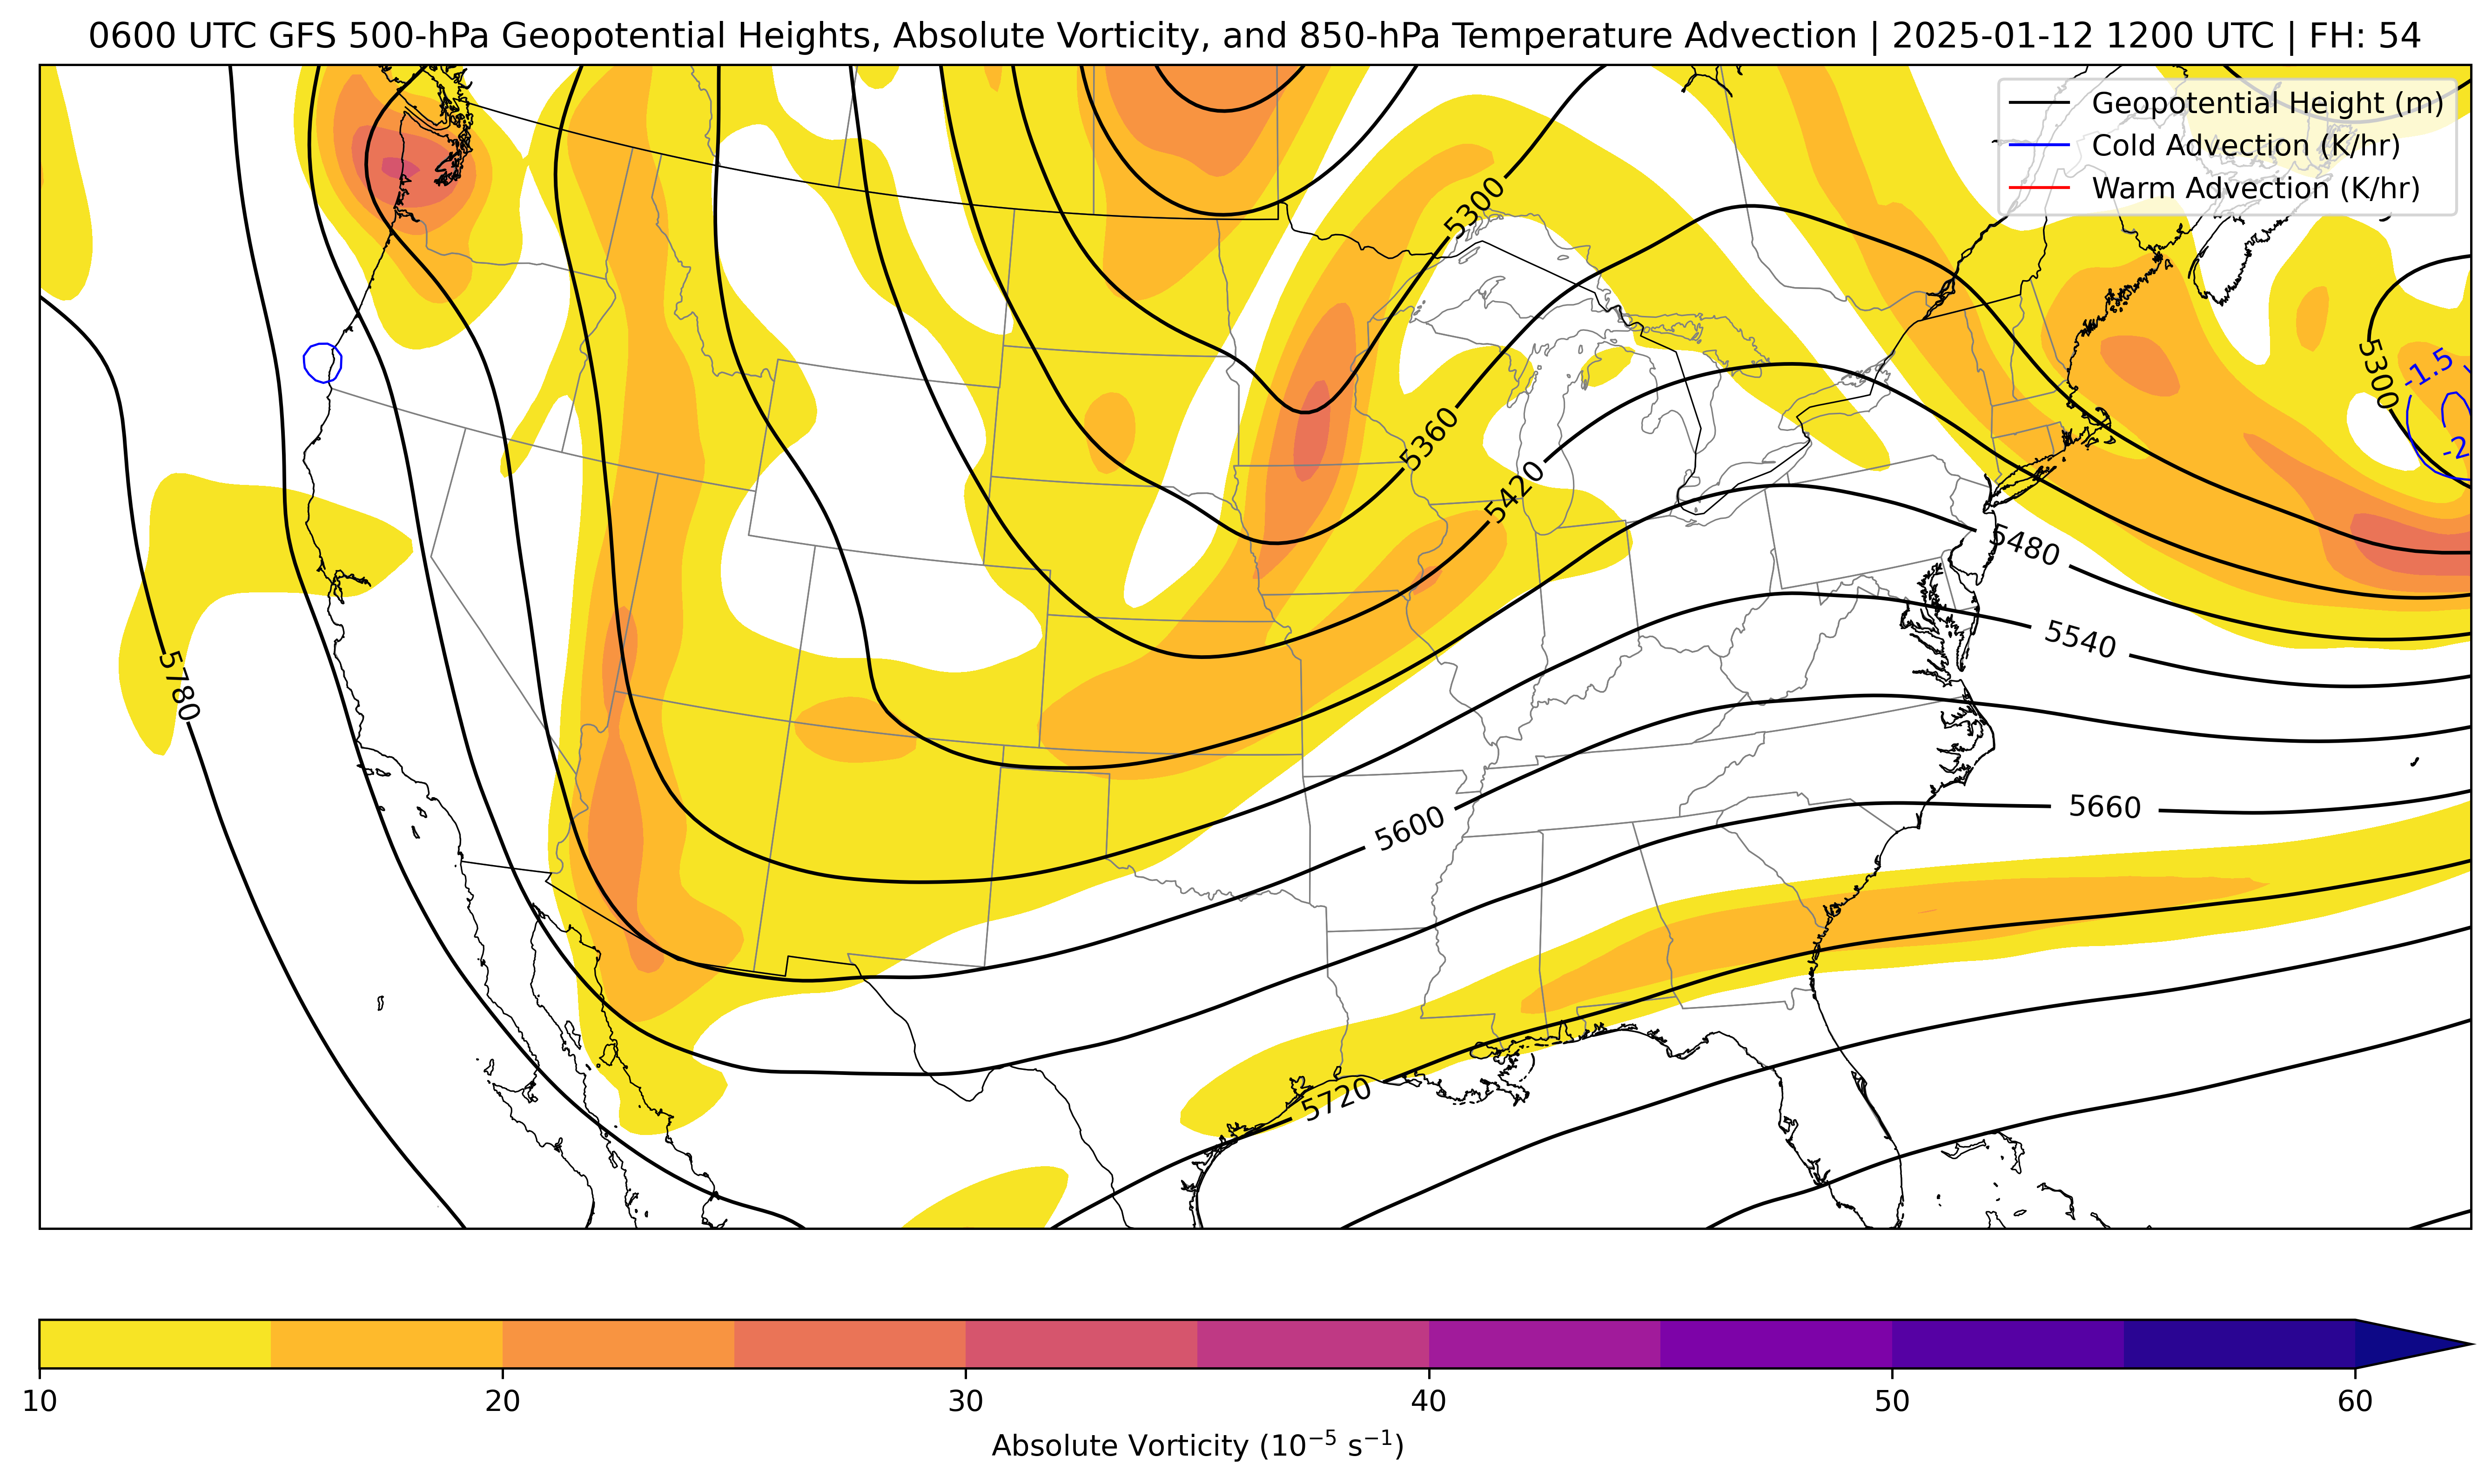 0600 UTC GFS 500-hPa Geopotential Heights, Absolute Vorticity, and 850-hPa Temperature Advection | 2025-01-12 1200 UTC | FH: 54
Geopotential Height (m)
Cold Advection (K/hr)
Warm Advection (K/hr)
5300
5300
-1.5
5360
-2
5420
5480
5540
5780
5600
5660
5720
10 20 30 40 50 60
Absolute Vorticity (10⁻⁵ s⁻¹)